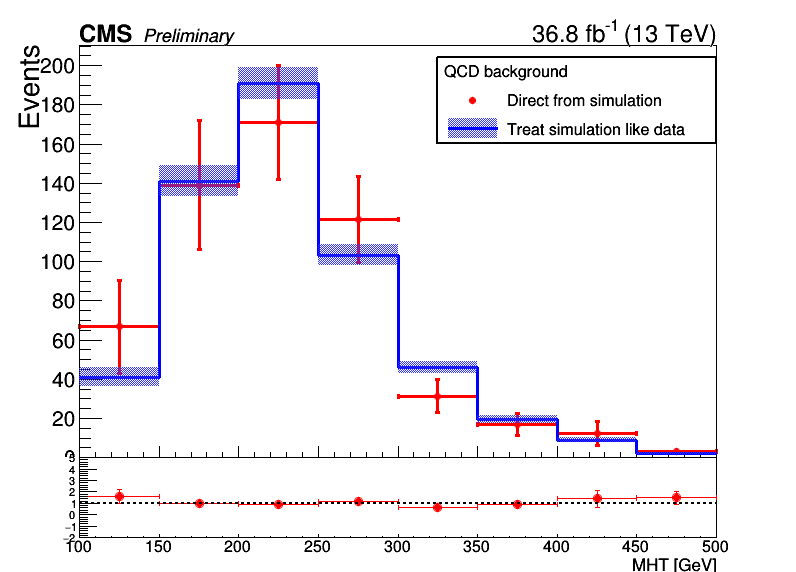 CMS Preliminary 36.8 fb⁻¹ (13 TeV)
Events
200
180
160
140
120
100
80
60
40
20
0
QCD background
Direct from simulation
Treat simulation like data
5
4
3
2
1
0
−1
−2
100 150 200 250 300 350 400 450 500
MHT [GeV]